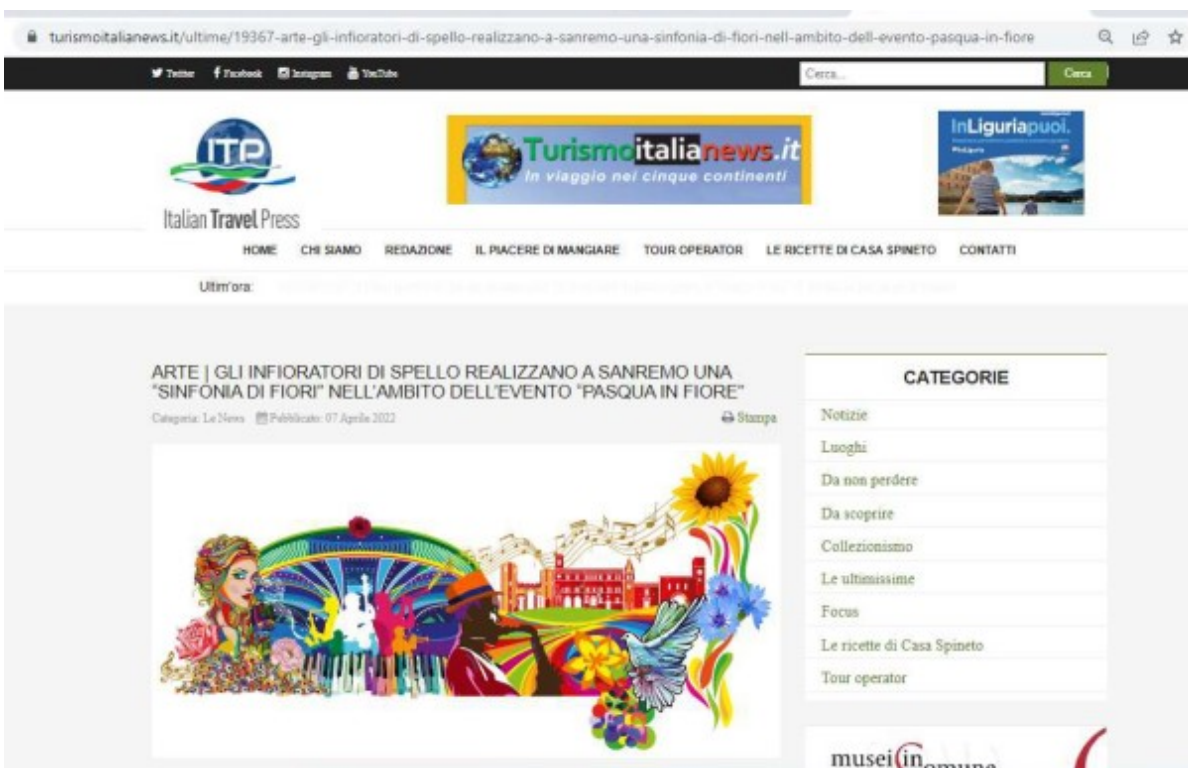 turismoitalianews.it/ultime/19367-arte-gli-infioratori-di-spello-realizzano-a-sanremo-una-sinfonia-di-fiori-nell-ambito-dell-evento-pasqua-in-fiore
Twitter Facebook Instagram YouTube Cerca... Cerca
ITP
Italian Travel Press
Turismoitalianews.it
In viaggio nei cinque continenti
InLiguriapuoi.
HOME CHI SIAMO REDAZIONE IL PIACERE DI MANGIARE TOUR OPERATOR LE RICETTE DI CASA SPINETO CONTATTI
Ultim'ora:
ARTE | GLI INFIORATORI DI SPELLO REALIZZANO A SANREMO UNA
"SINFONIA DI FIORI" NELL'AMBITO DELL'EVENTO "PASQUA IN FIORE"
Categoria: Le News Pubblicato: 07 Aprile 2022 Stampa
CATEGORIE
Notizie
Luoghi
Da non perdere
Da scoprire
Collezionismo
Le ultimissime
Focus
Le ricette di Casa Spineto
Tour operator
musei in comune